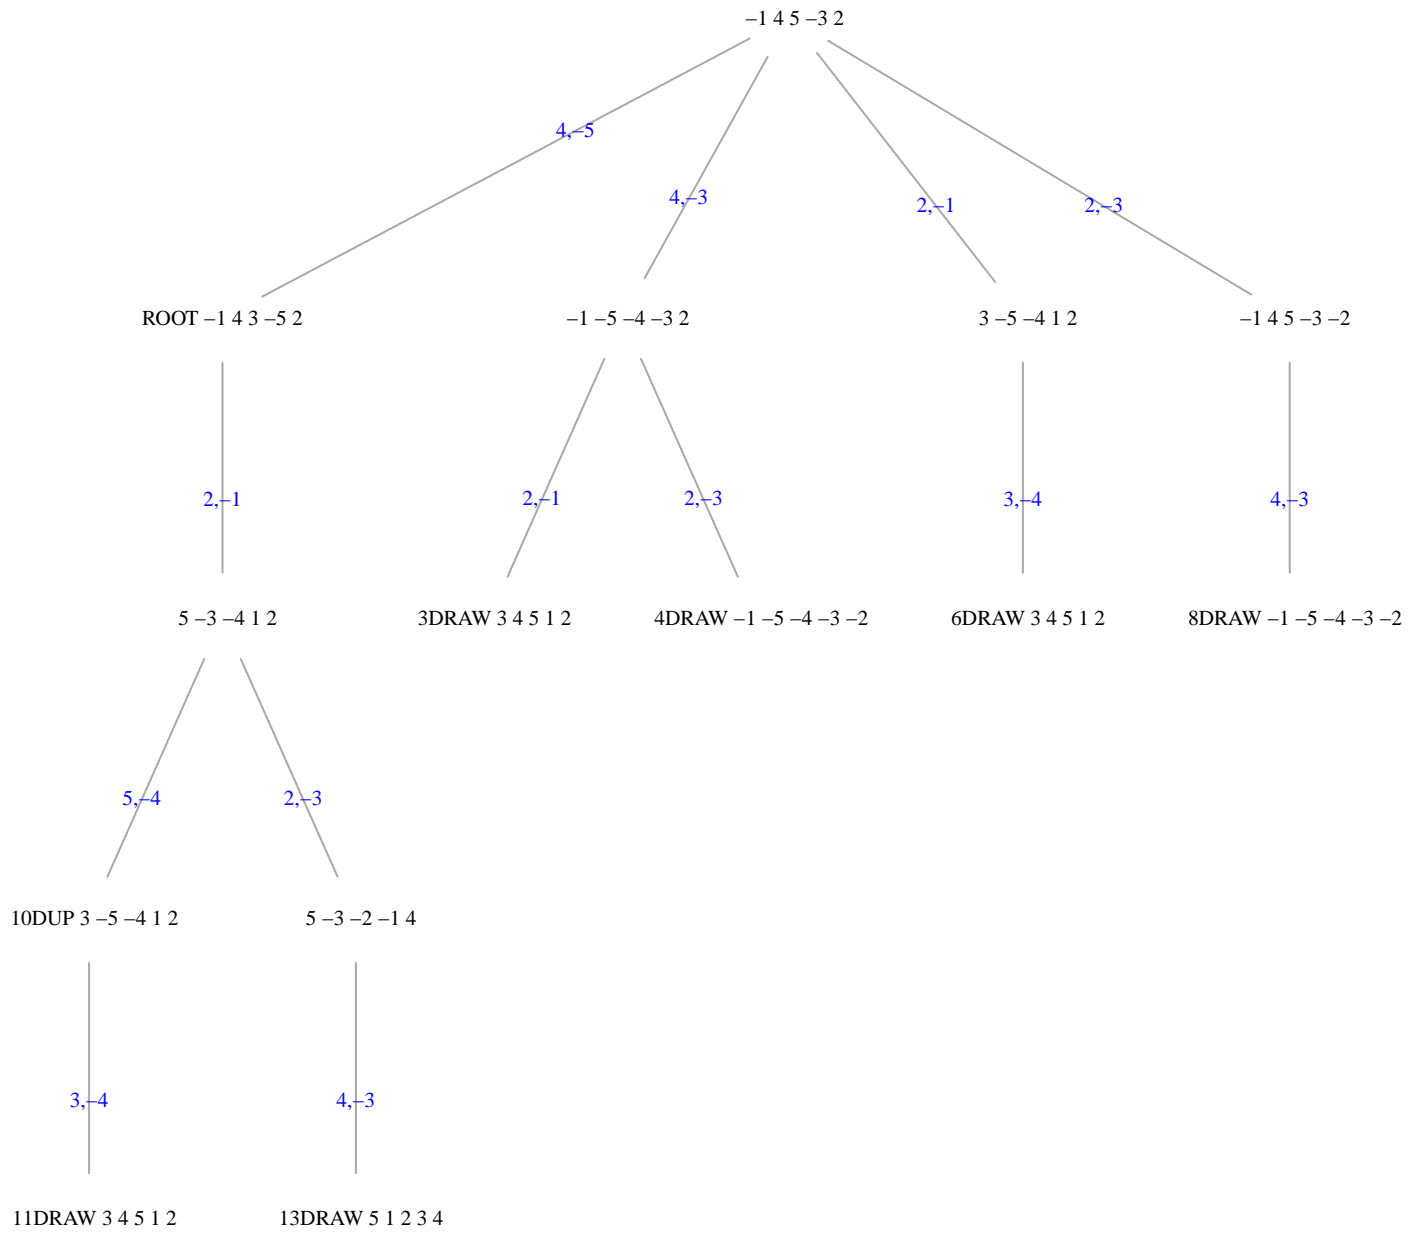 –1 4 5 –3 2
4,–5
4,–3
2,–1
2,–3
ROOT –1 4 3 –5 2
–1 –5 –4 –3 2
3 –5 –4 1 2
–1 4 5 –3 –2
2,–1
2,–1
2,–3
3,–4
4,–3
5 –3 –4 1 2
3DRAW 3 4 5 1 2
4DRAW –1 –5 –4 –3 –2
6DRAW 3 4 5 1 2
8DRAW –1 –5 –4 –3 –2
5,–4
2,–3
10DUP 3 –5 –4 1 2
5 –3 –2 –1 4
3,–4
4,–3
11DRAW 3 4 5 1 2
13DRAW 5 1 2 3 4